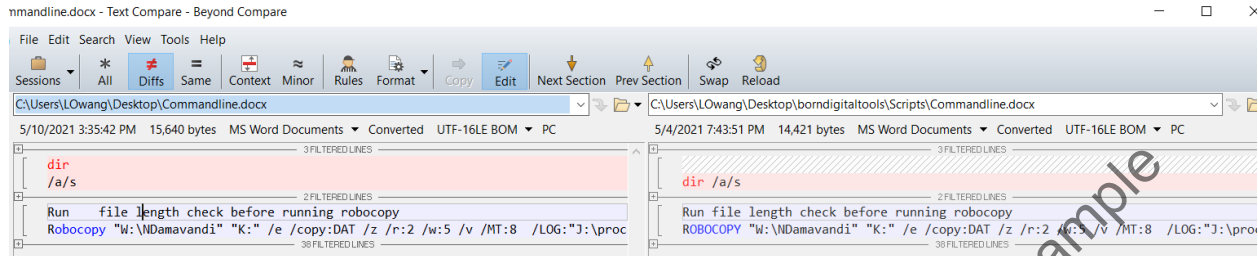 mmandline.docx - Text Compare - Beyond Compare
File Edit Search View Tools Help
Sessions All Diffs Same Context Minor Rules Format Copy Edit Next Section Prev Section Swap Reload
C:\Users\LOwang\Desktop\Commandline.docx C:\Users\LOwang\Desktop\borndigitaltools\Scripts\Commandline.docx
5/10/2021 3:35:42 PM 15,640 bytes MS Word Documents Converted UTF-16LE BOM PC 5/4/2021 7:43:51 PM 14,421 bytes MS Word Documents Converted UTF-16LE BOM PC
3 FILTERED LINES 3 FILTERED LINES
dir
/a/s dir /a/s
2 FILTERED LINES 2 FILTERED LINES
Run    file length check before running robocopy Run file length check before running robocopy
Robocopy "W:\NDamavandi" "K:" /e /copy:DAT /z /r:2 /w:5 /v /MT:8  /LOG:"J:\proc ROBOCOPY "W:\NDamavandi" "K:" /e /copy:DAT /z /r:2 /w:5 /v /MT:8  /LOG:"J:\proc
38 FILTERED LINES 38 FILTERED LINES